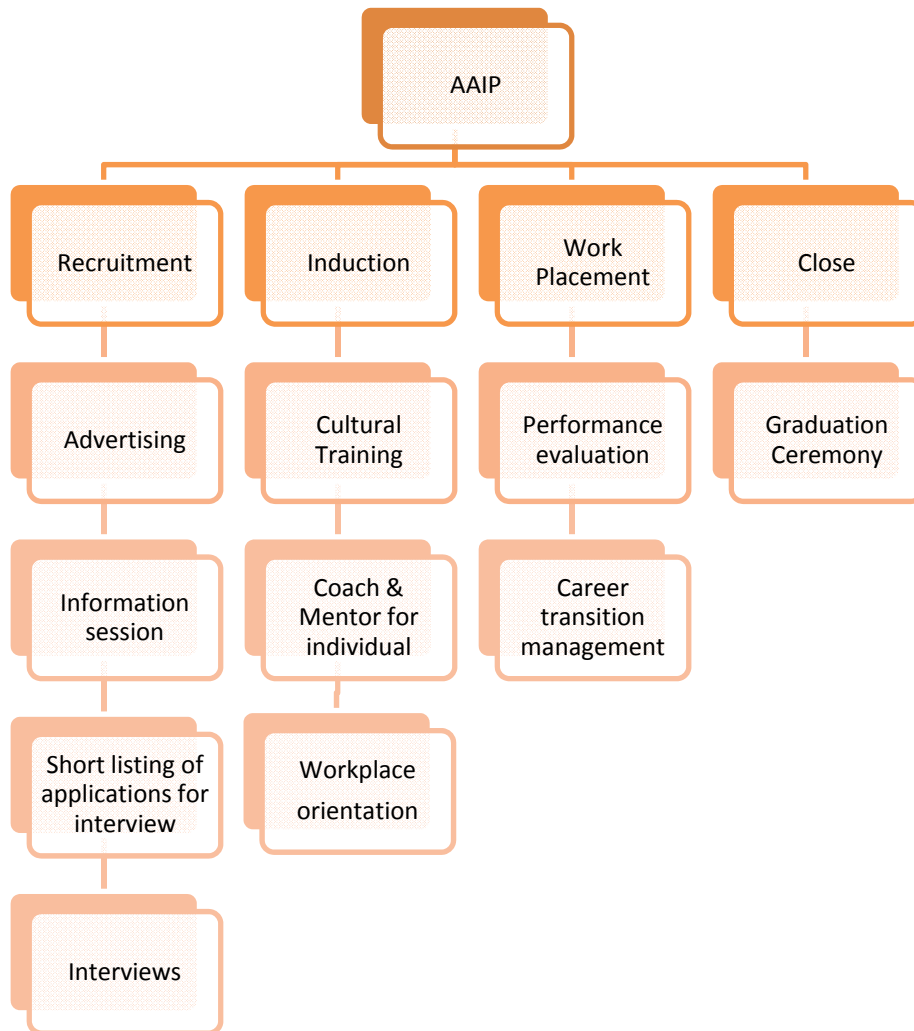 AAIP
Recruitment
Induction
Work
Placement
Close
Advertising
Cultural
Training
Performance
evaluation
Graduation
Ceremony
Information
session
Coach &
Mentor for
individual
Career
transition
management
Short listing of
applications for
interview
Workplace
orientation
Interviews